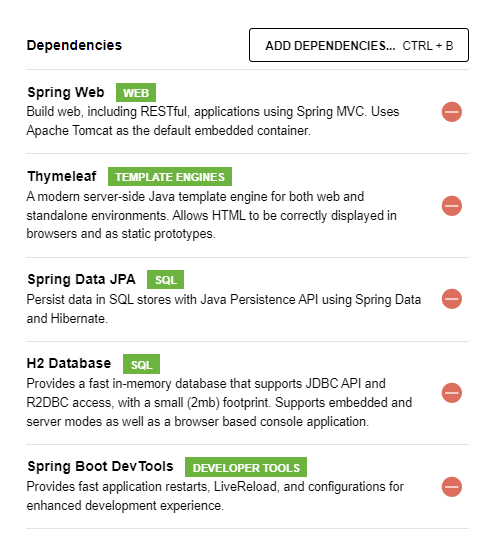 Dependencies
ADD DEPENDENCIES... CTRL + B
Spring Web WEB
Build web, including RESTful, applications using Spring MVC. Uses
Apache Tomcat as the default embedded container.
Thymeleaf TEMPLATE ENGINES
A modern server-side Java template engine for both web and
standalone environments. Allows HTML to be correctly displayed in
browsers and as static prototypes.
Spring Data JPA SQL
Persist data in SQL stores with Java Persistence API using Spring Data
and Hibernate.
H2 Database SQL
Provides a fast in-memory database that supports JDBC API and
R2DBC access, with a small (2mb) footprint. Supports embedded and
server modes as well as a browser based console application.
Spring Boot DevTools DEVELOPER TOOLS
Provides fast application restarts, LiveReload, and configurations for
enhanced development experience.